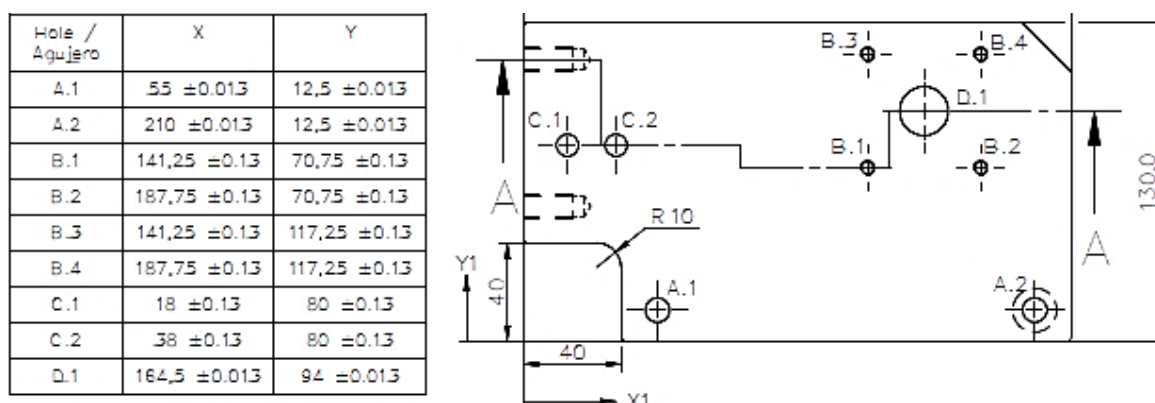 Hole / Agujero X Y
A.1 55 ±0.013 12,5 ±0.013
A.2 210 ±0.013 12,5 ±0.013
B.1 141,25 ±0.13 70,75 ±0.13
B.2 187,75 ±0.13 70,75 ±0.13
B.3 141,25 ±0.13 117,25 ±0.13
B.4 187,75 ±0.13 117,25 ±0.13
C.1 18 ±0.13 80 ±0.13
C.2 38 ±0.13 80 ±0.13
D.1 164,5 ±0.013 94 ±0.013
B.3 B.4
D.1
C.1 C.2
B.1 B.2
A
A
130.0
R 10
Y1
40
A.1 A.2
40
X1